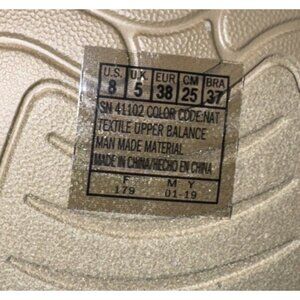 U.S. U.K. EUR CM BRA
8 5 38 25 37
SN 41102 COLOR CODE:NAT
TEXTILE UPPER BALANCE
MAN MADE MATERIAL
MADE IN CHINA/HECHO EN CHINA
F M Y
179 01-19